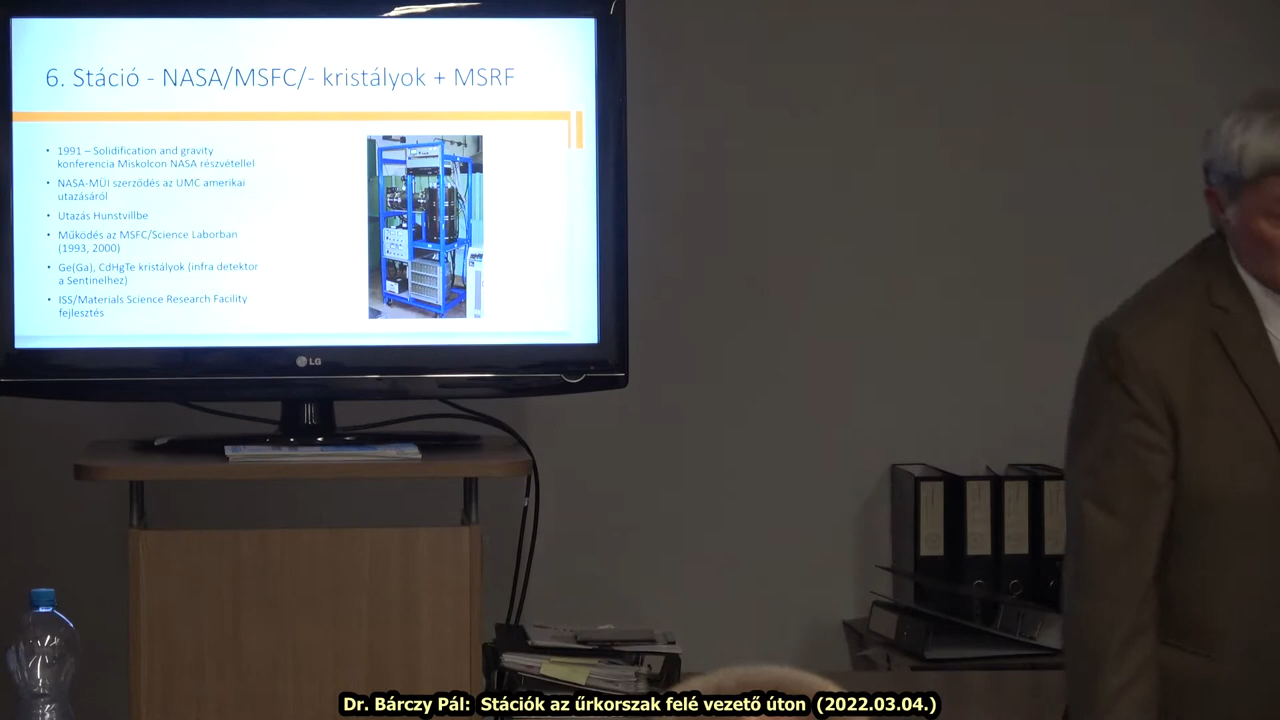 6. Stáció - NASA/MSFC/- kristályok + MSRF
• 1991 – Solidification and gravity
konferencia Miskolcon NASA részvétellel
• NASA-MÜI szerződés az UMC amerikai
utazásáról
• Utazás Hunstvillbe
• Működés az MSFC/Science Laborban
(1993, 2000)
• Ge(Ga), CdHgTe kristályok (infra detektor
a Sentinelhez)
• ISS/Materials Science Research Facility
fejlesztés
LG
Dr. Bárczy Pál: Stációk az űrkorszak felé vezető úton (2022.03.04.)